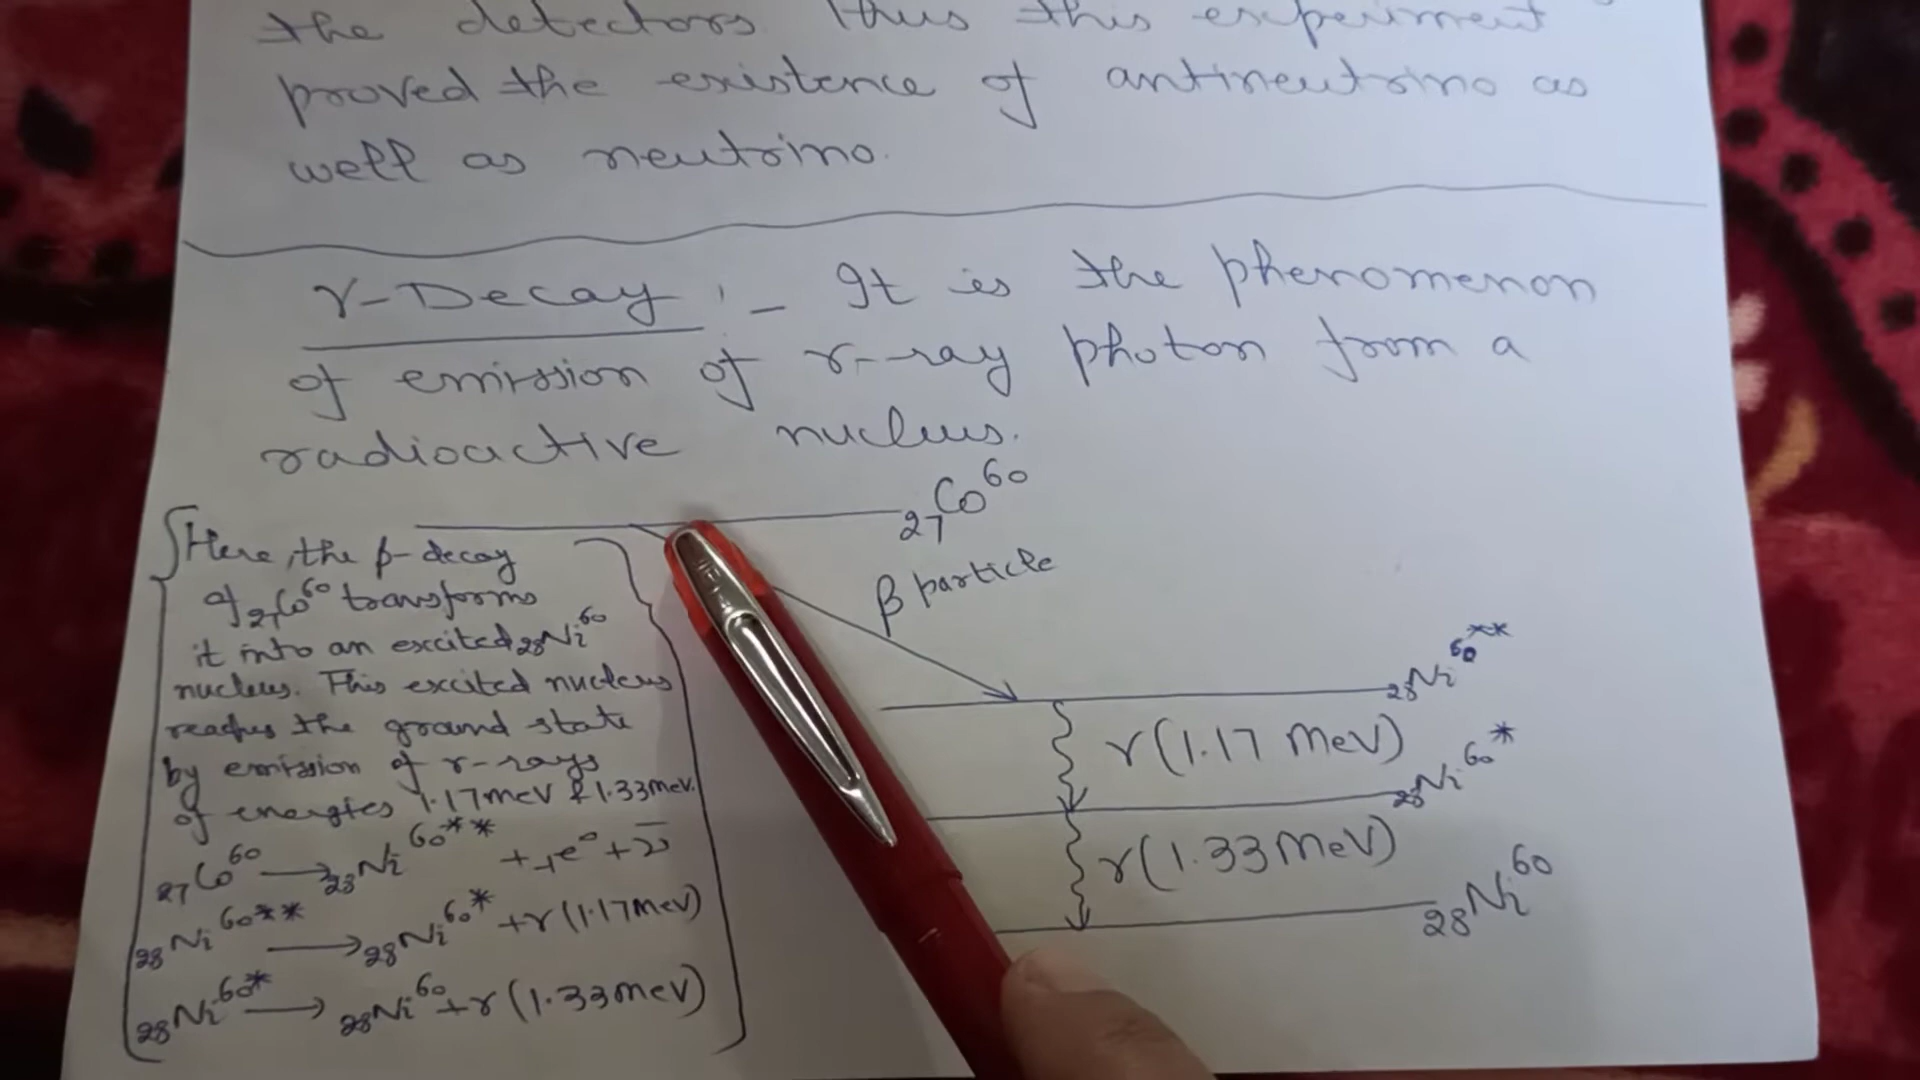 the detectors. Thus this experiment
proved the existence of antineutrino as
well as neutrino.
γ-Decay :- It is the phenomenon
of emission of γ-ray photon from a
radioactive nucleus.
₂₇Co⁶⁰
β particle
₂₈Ni⁶⁰**
γ(1.17 MeV)
₂₈Ni⁶⁰*
γ(1.33 MeV)
₂₈Ni⁶⁰
Here, the β-decay
of ₂₇Co⁶⁰ transforms
it into an excited ₂₈Ni⁶⁰
nucleus. This excited nucleus
reaches the ground state
by emission of γ-rays
of energies 1.17 MeV & 1.33 MeV.
₂₇Co⁶⁰ → ₂₈Ni⁶⁰** + ₋₁e⁰ + ν̅
₂₈Ni⁶⁰** → ₂₈Ni⁶⁰* + γ (1.17 MeV)
₂₈Ni⁶⁰* → ₂₈Ni⁶⁰ + γ (1.33 MeV)